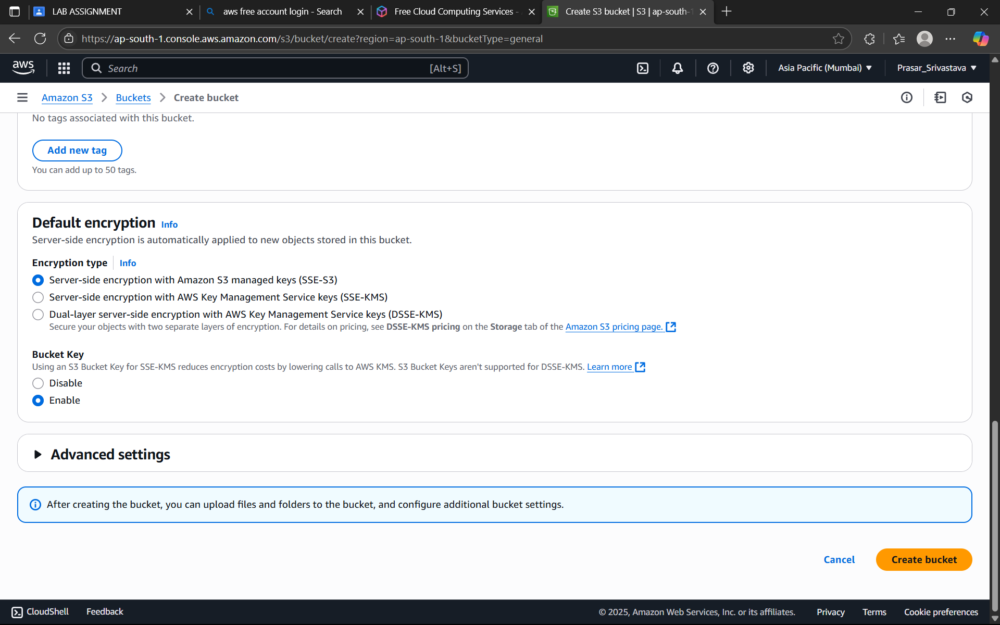 LAB ASSIGNMENT
aws free account login - Search
Free Cloud Computing Services -
Create S3 bucket | S3 | ap-south-1
https://ap-south-1.console.aws.amazon.com/s3/bucket/create?region=ap-south-1&bucketType=general
aws
Search
[Alt+S]
Asia Pacific (Mumbai)
Prasar_Srivastava
Amazon S3
Buckets
Create bucket
No tags associated with this bucket.
Add new tag
You can add up to 50 tags.
Default encryption Info
Server-side encryption is automatically applied to new objects stored in this bucket.
Encryption type Info
Server-side encryption with Amazon S3 managed keys (SSE-S3)
Server-side encryption with AWS Key Management Service keys (SSE-KMS)
Dual-layer server-side encryption with AWS Key Management Service keys (DSSE-KMS)
Secure your objects with two separate layers of encryption. For details on pricing, see DSSE-KMS pricing on the Storage tab of the Amazon S3 pricing page.
Bucket Key
Using an S3 Bucket Key for SSE-KMS reduces encryption costs by lowering calls to AWS KMS. S3 Bucket Keys aren't supported for DSSE-KMS. Learn more
Disable
Enable
Advanced settings
After creating the bucket, you can upload files and folders to the bucket, and configure additional bucket settings.
Cancel
Create bucket
CloudShell
Feedback
© 2025, Amazon Web Services, Inc. or its affiliates.
Privacy
Terms
Cookie preferences